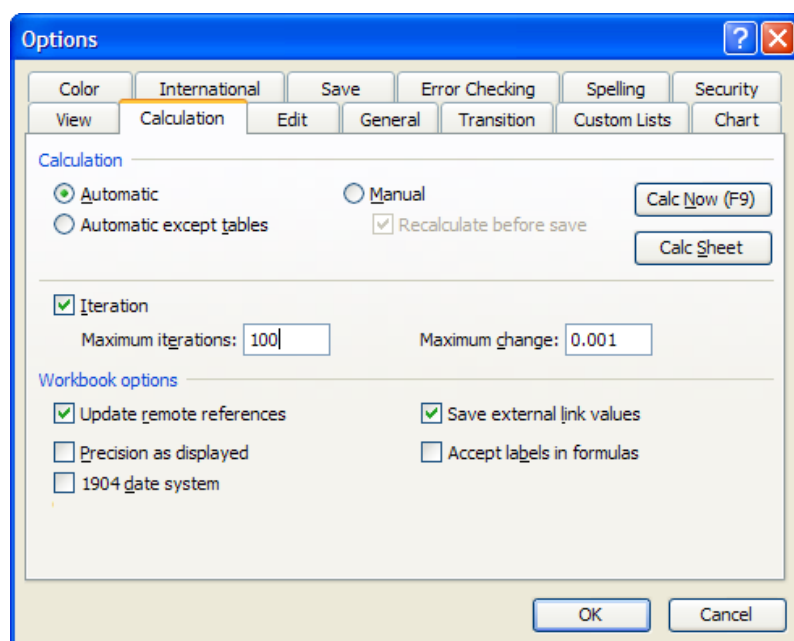 Options
Color International Save Error Checking Spelling Security
View Calculation Edit General Transition Custom Lists Chart
Calculation
Automatic Manual Calc Now (F9)
Automatic except tables Recalculate before save
Calc Sheet
Iteration
Maximum iterations: 100 Maximum change: 0.001
Workbook options
Update remote references Save external link values
Precision as displayed Accept labels in formulas
1904 date system
OK Cancel